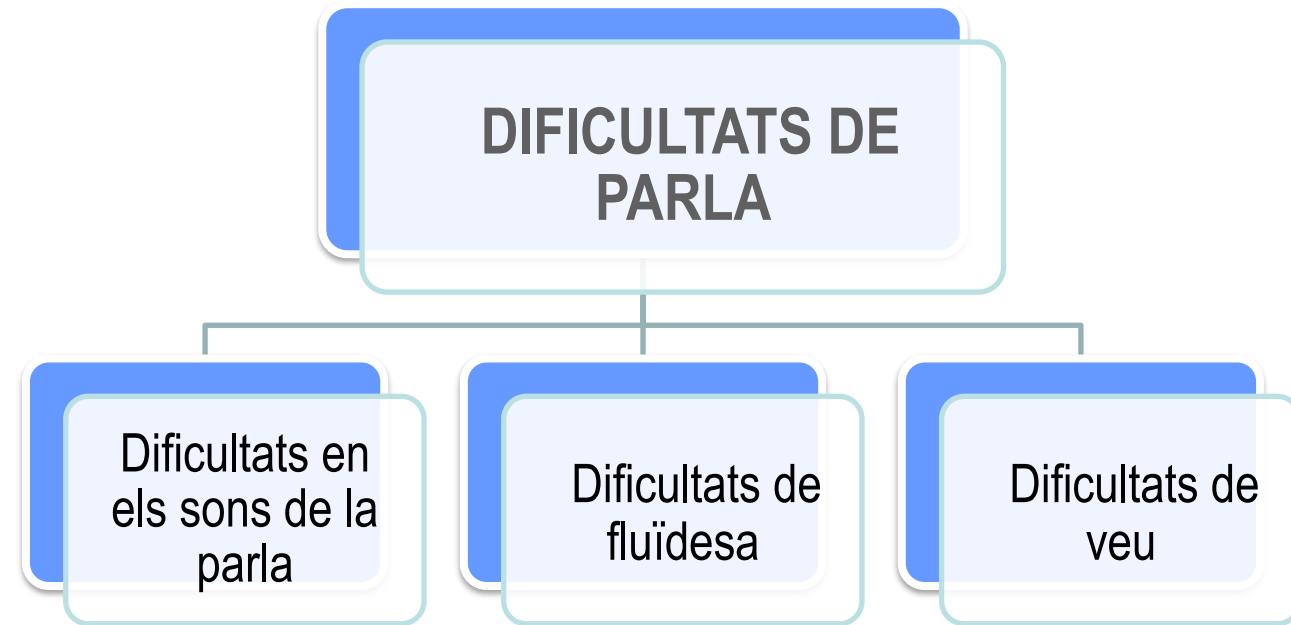 DIFICULTATS DE
PARLA
Dificultats en
els sons de la
parla
Dificultats de
fluïdesa
Dificultats de
veu